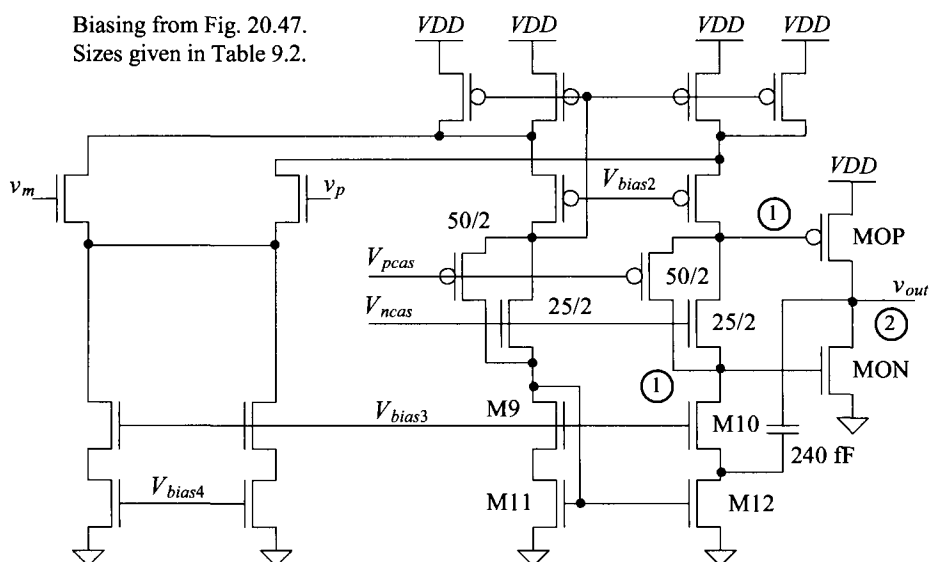 Biasing from Fig. 20.47.
Sizes given in Table 9.2.
VDD VDD VDD VDD
v_m
v_p
V_bias2
VDD
50/2
1
MOP
V_pcas
50/2
v_out
V_ncas
25/2
25/2
2
1
MON
M9
V_bias3
M10
240 fF
V_bias4
M11
M12